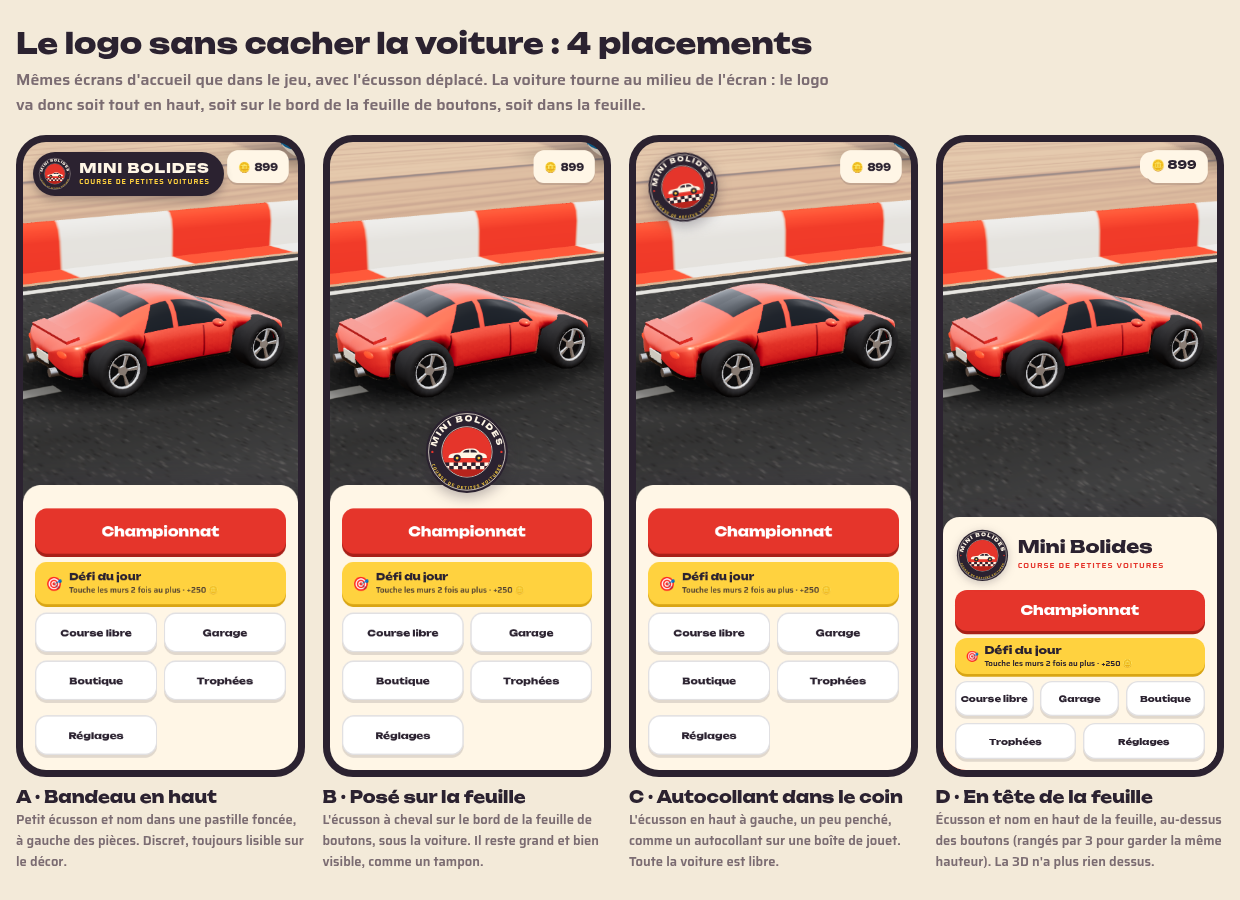 Le logo sans cacher la voiture : 4 placements
Mêmes écrans d'accueil que dans le jeu, avec l'écusson déplacé. La voiture tourne au milieu de l'écran : le logo
va donc soit tout en haut, soit sur le bord de la feuille de boutons, soit dans la feuille.
MINI BOLIDES
MINI BOLIDES
COURSE DE PETITES VOITURES
899
Championnat
Défi du jour
Touche les murs 2 fois au plus · +250
Course libre
Garage
Boutique
Trophées
Réglages
A · Bandeau en haut
Petit écusson et nom dans une pastille foncée,
à gauche des pièces. Discret, toujours lisible sur
le décor.
899
MINI BOLIDES
COURSE DE PETITES VOITURES
Championnat
Défi du jour
Touche les murs 2 fois au plus · +250
Course libre
Garage
Boutique
Trophées
Réglages
B · Posé sur la feuille
L'écusson à cheval sur le bord de la feuille de
boutons, sous la voiture. Il reste grand et bien
visible, comme un tampon.
MINI BOLIDES
COURSE DE PETITES VOITURES
899
Championnat
Défi du jour
Touche les murs 2 fois au plus · +250
Course libre
Garage
Boutique
Trophées
Réglages
C · Autocollant dans le coin
L'écusson en haut à gauche, un peu penché,
comme un autocollant sur une boîte de jouet.
Toute la voiture est libre.
899
MINI BOLIDES
Mini Bolides
COURSE DE PETITES VOITURES
Championnat
Défi du jour
Touche les murs 2 fois au plus · +250
Course libre
Garage
Boutique
Trophées
Réglages
D · En tête de la feuille
Écusson et nom en haut de la feuille, au-dessus
des boutons (rangés par 3 pour garder la même
hauteur). La 3D n'a plus rien dessus.